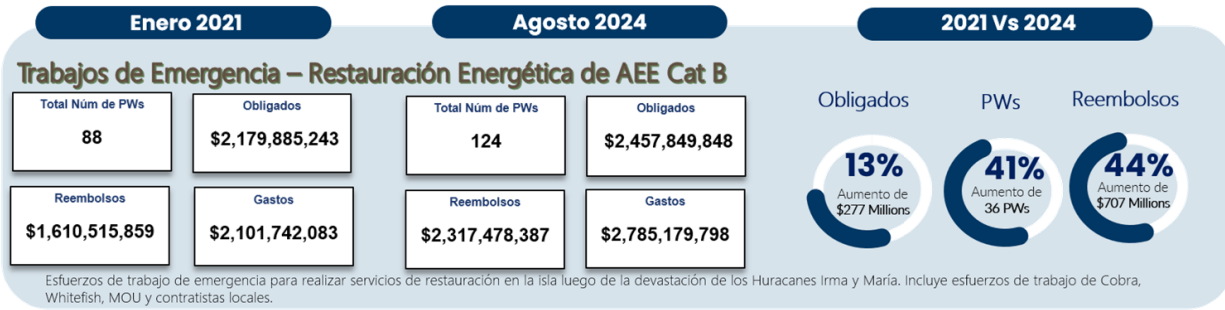 Enero 2021
Agosto 2024
2021 Vs 2024
Trabajos de Emergencia – Restauración Energética de AEE Cat B
Total Núm de PWs
88
Obligados
$2,179,885,243
Reembolsos
$1,610,515,859
Gastos
$2,101,742,083
Total Núm de PWs
124
Obligados
$2,457,849,848
Reembolsos
$2,317,478,387
Gastos
$2,785,179,798
Obligados
13%
Aumento de
$277 Millions
PWs
41%
Aumento de
36 PWs
Reembolsos
44%
Aumento de
$707 Millions
Esfuerzos de trabajo de emergencia para realizar servicios de restauración en la isla luego de la devastación de los Huracanes Irma y María. Incluye esfuerzos de trabajo de Cobra,
Whitefish, MOU y contratistas locales.